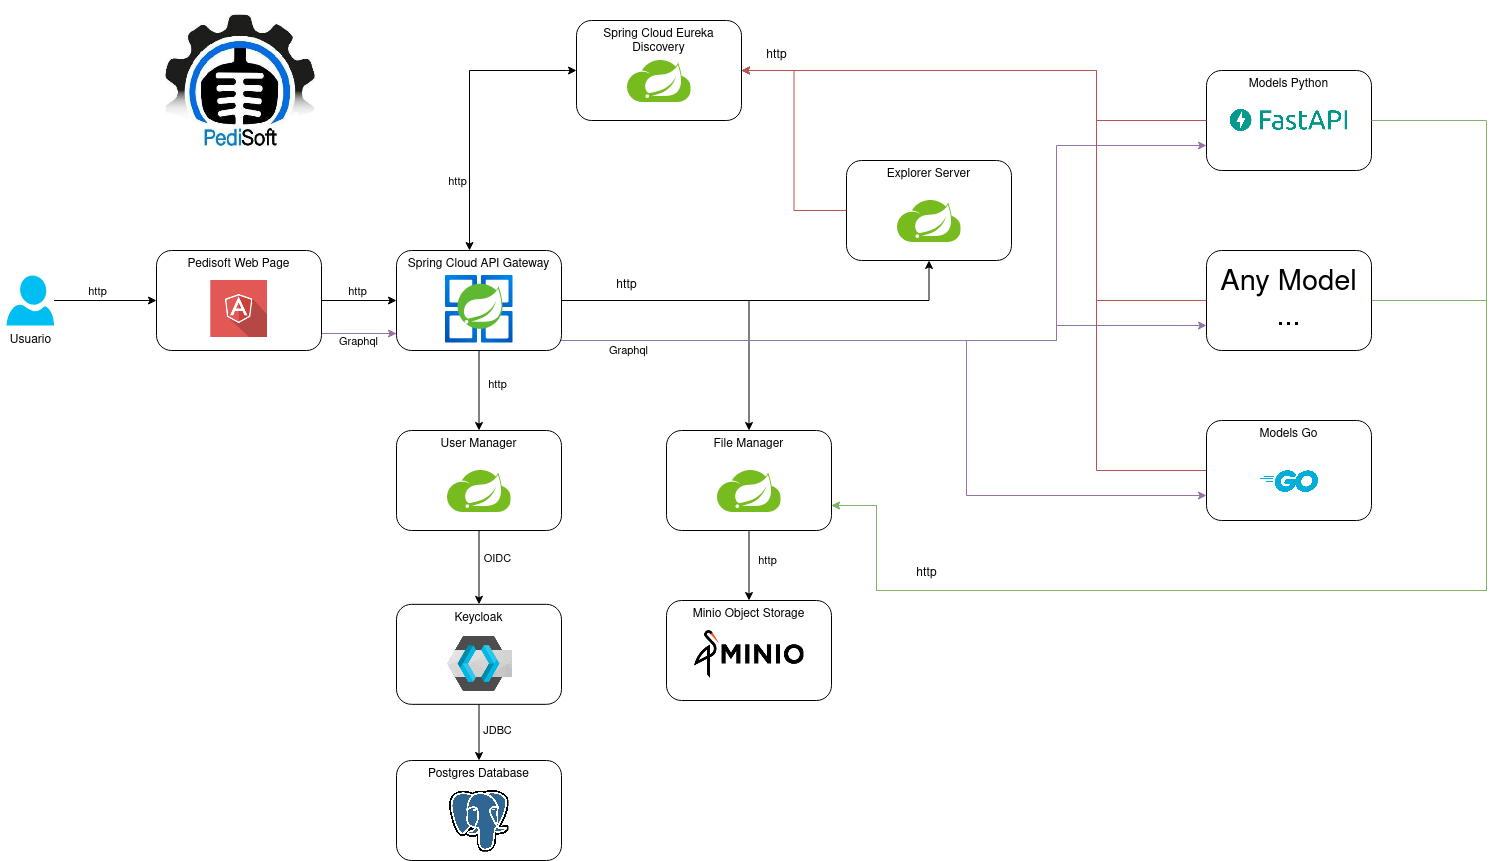 PediSoft
Spring Cloud Eureka
Discovery
http
Models Python
FastAPI
Explorer Server
http
Usuario
http
Pedisoft Web Page
http
Graphql
Spring Cloud API Gateway
http
Graphql
Any Model
...
http
User Manager
File Manager
Models Go
GO
OIDC
http
http
Keycloak
Minio Object Storage
MINIO
JDBC
Postgres Database